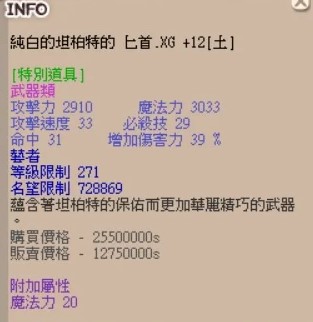 INFO
純白的坦柏特的 匕首.XG +12[土]
[特別道具]
武器類
攻擊力 2910 魔法力 3033
攻擊速度 33 必殺技 29
命中 31 增加傷害力 39 %
藝者
等級限制 271
名望限制 728869
蘊含著坦柏特的保佑而更加華麗精巧的武器
。
購買價格 - 25500000s
販賣價格 - 12750000s
附加屬性
魔法力 20